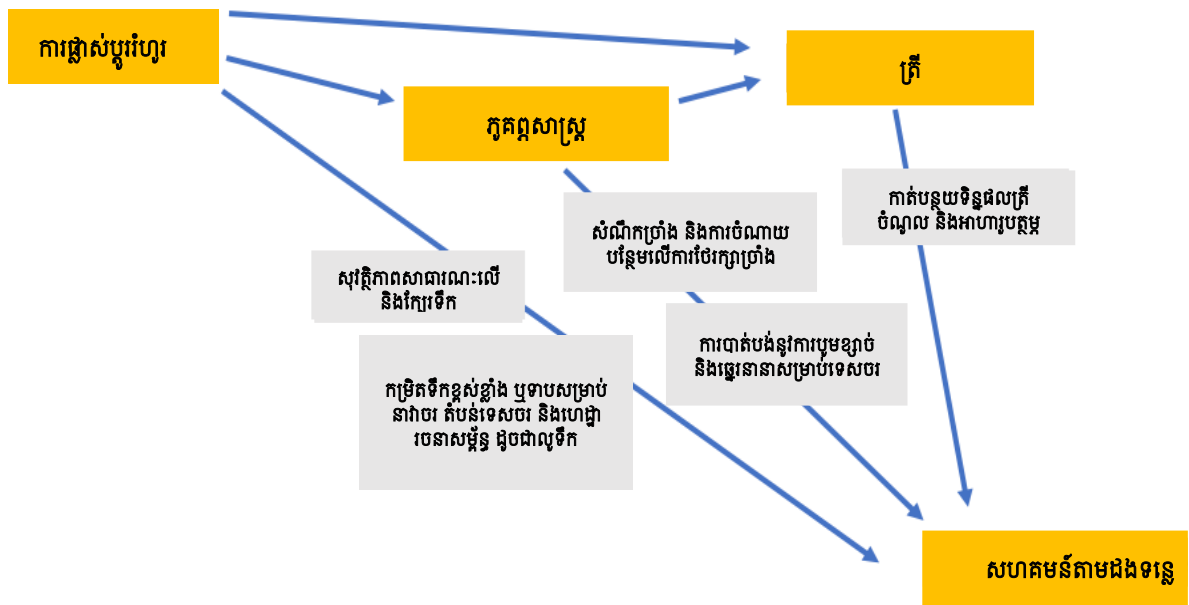 ការផ្លាស់ប្តូររំហូរ
ត្រី
ភូគព្ភសាស្ត្រ
កាត់បន្ថយទិន្នផលត្រី
ចំណូល និងអាហារូបត្ថម្ភ
សំណឹកច្រាំង និងការចំណាយ
បន្ថែមលើការថែរក្សាច្រាំង
សុវត្ថិភាពសាធារណៈលើ
និងក្បែរទឹក
ការបាត់បង់នូវការបូមខ្សាច់
និងឆ្នេរនានាសម្រាប់ទេសចរ
កម្រិតទឹកខ្ពស់ខ្លាំង ឬទាបសម្រាប់
នាវាចរ តំបន់ទេសចរ និងហេដ្ឋា
រចនាសម្ព័ន្ធ ដូចជាលូទឹក
សហគមន៍តាមដងទន្លេ